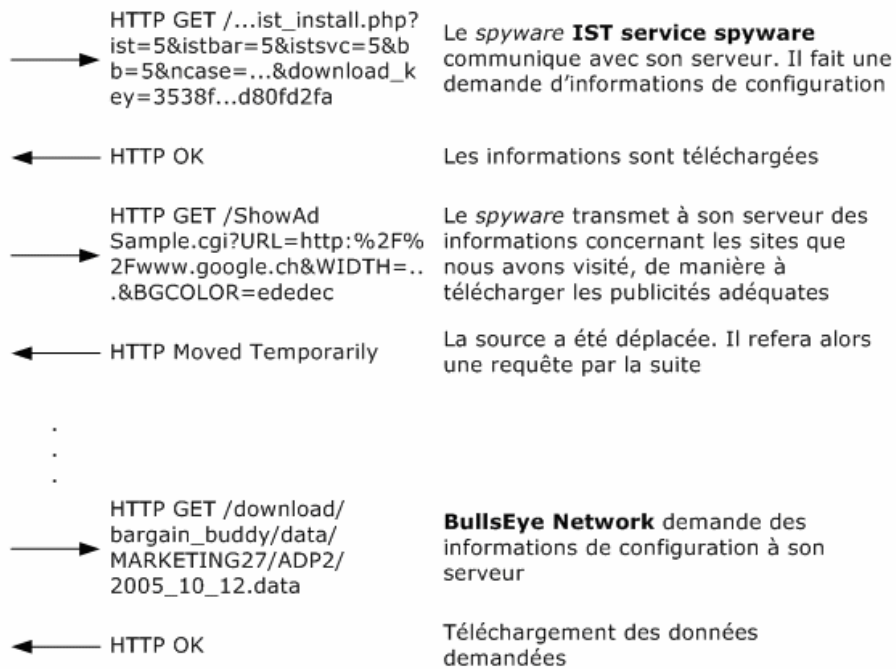 HTTP GET /...ist_install.php?
ist=5&istbar=5&istsvc=5&b
b=5&ncase=...&download_k
ey=3538f...d80fd2fa
Le spyware IST service spyware
communique avec son serveur. Il fait une
demande d'informations de configuration
HTTP OK
Les informations sont téléchargées
HTTP GET /ShowAd
Sample.cgi?URL=http:%2F%
2Fwww.google.ch&WIDTH=..
.&BGCOLOR=ededec
Le spyware transmet à son serveur des
informations concernant les sites que
nous avons visité, de manière à
télécharger les publicités adéquates
HTTP Moved Temporarily
La source a été déplacée. Il refera alors
une requête par la suite
.
.
.
HTTP GET /download/
bargain_buddy/data/
MARKETING27/ADP2/
2005_10_12.data
BullsEye Network demande des
informations de configuration à son
serveur
HTTP OK
Téléchargement des données
demandées